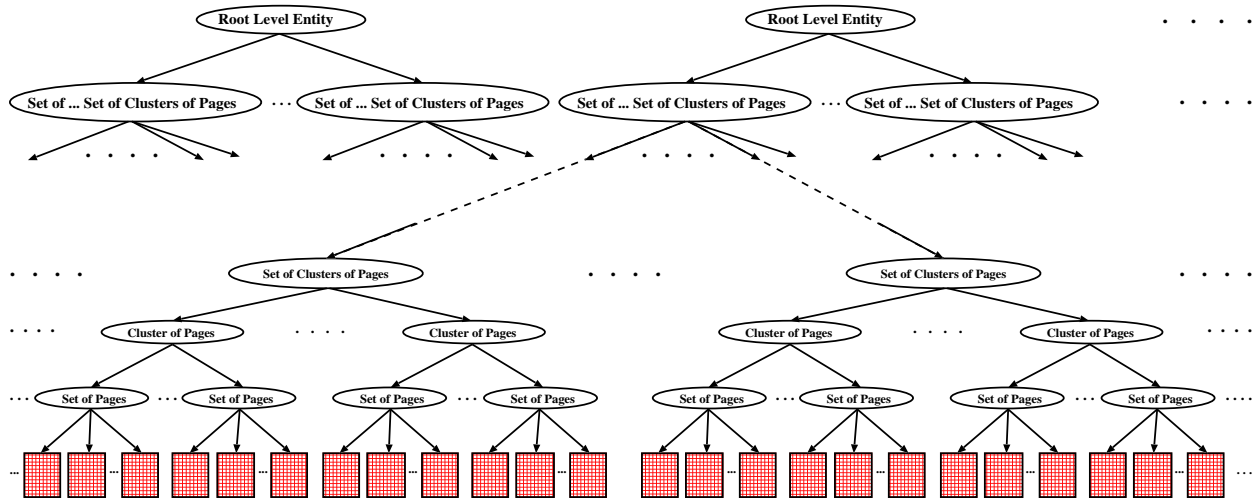 Root Level Entity Root Level Entity . . . .
Set of ... Set of Clusters of Pages ... Set of ... Set of Clusters of Pages Set of ... Set of Clusters of Pages ... Set of ... Set of Clusters of Pages . . . .
. . . . . . . . . . . . . . . .
. . . . Set of Clusters of Pages . . . . Set of Clusters of Pages . . . .
. . . . Cluster of Pages . . . . Cluster of Pages Cluster of Pages . . . . Cluster of Pages . . . .
... Set of Pages ... Set of Pages Set of Pages ... Set of Pages Set of Pages ... Set of Pages Set of Pages ... Set of Pages ....
... ... ... ... ... ... ... ... ... ...